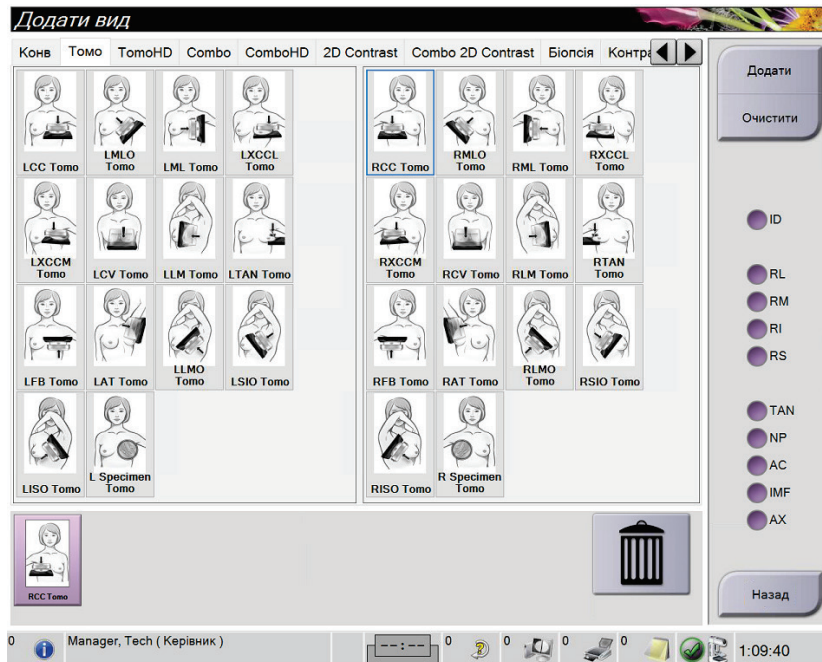 Додати вид
Конв Томо TomoHD Combo ComboHD 2D Contrast Combo 2D Contrast Біопсія Контра
LCC Tomo
LMLO
Tomo
LML Tomo
LXCCL
Tomo
RCC Tomo
RMLO
Tomo
RML Tomo
RXCCL
Tomo
LXCCM
Tomo
LCV Tomo
LLM Tomo
LTAN Tomo
RXCCM
Tomo
RCV Tomo
RLM Tomo
RTAN
Tomo
LFB Tomo
LAT Tomo
LLMO
Tomo
LSIO Tomo
RFB Tomo
RAT Tomo
RLMO
Tomo
RSIO Tomo
LISO Tomo
L Specimen
Tomo
RISO Tomo
R Specimen
Tomo
RCC Tomo
Додати
Очистити
ID
RL
RM
RI
RS
TAN
NP
AC
IMF
AX
Назад
0 Manager, Tech ( Керівник ) --:-- 0 0 0 0 1:09:40